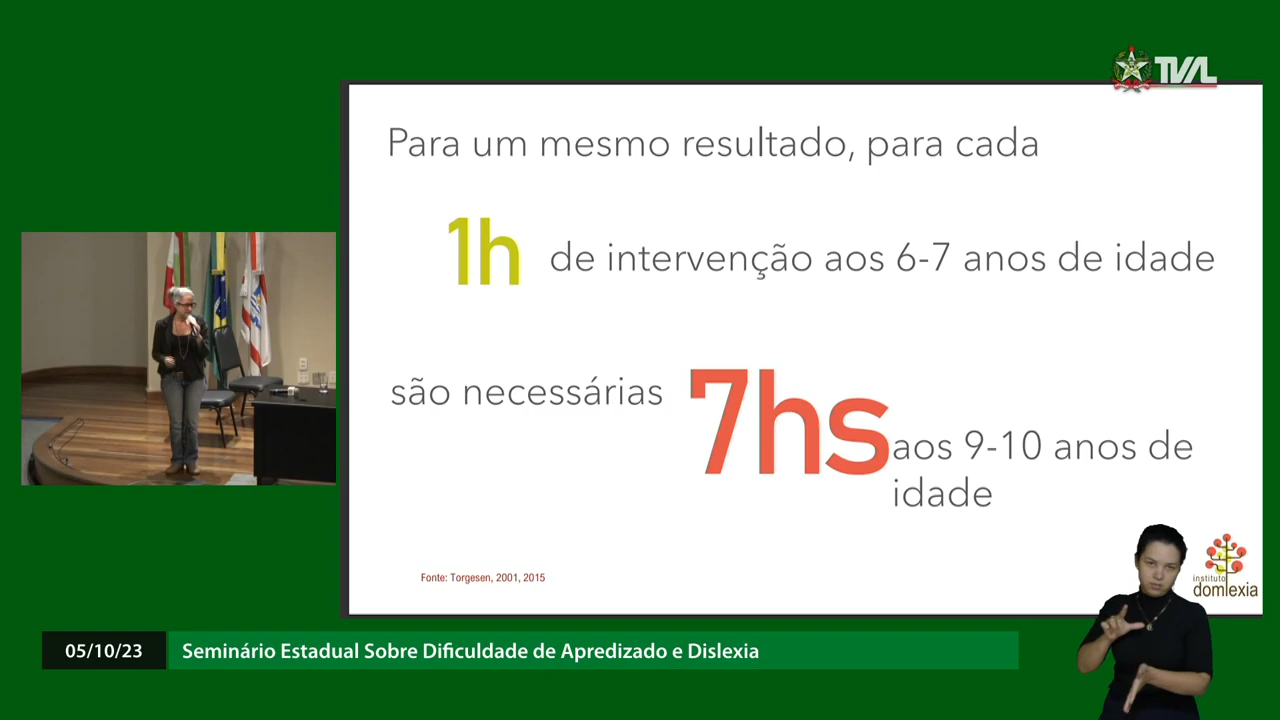 TVAL
Para um mesmo resultado, para cada
1h de intervenção aos 6-7 anos de idade
são necessárias 7hs aos 9-10 anos de
idade
Fonte: Torgesen, 2001, 2015
instituto
domlexia
05/10/23 Seminário Estadual Sobre Dificuldade de Apredizado e Dislexia